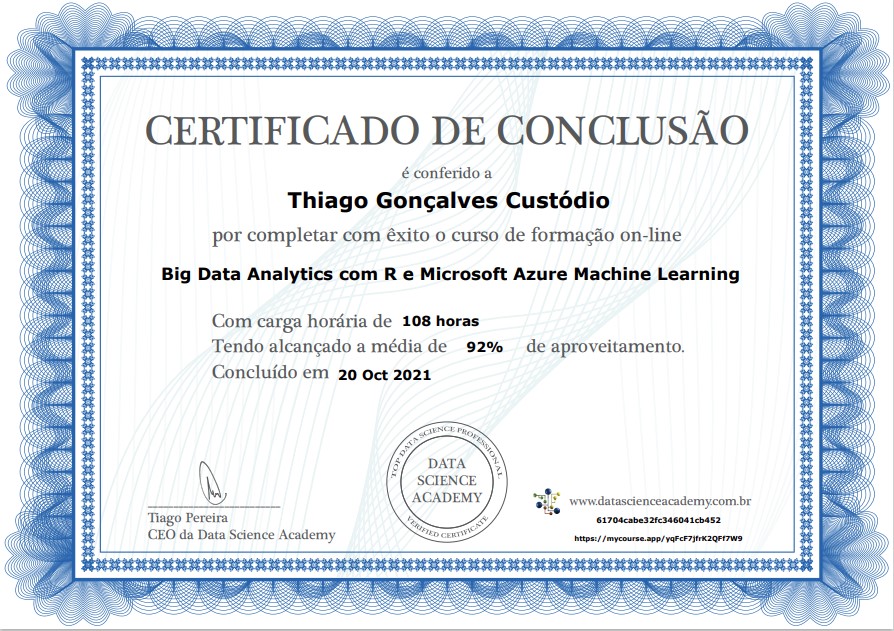 CERTIFICADO DE CONCLUSÃO
é conferido a
Thiago Gonçalves Custódio
por completar com êxito o curso de formação on-line
Big Data Analytics com R e Microsoft Azure Machine Learning
Com carga horária de 108 horas
Tendo alcançado a média de 92% de aproveitamento.
Concluído em 20 Oct 2021
Tiago Pereira
CEO da Data Science Academy
TOP DATA SCIENCE PROFESSIONAL
DATA
SCIENCE
ACADEMY
VERIFIED CERTIFICATE
www.datascienceacademy.com.br
61704cabe32fc346041cb452
https://mycourse.app/yqFcF7jfrK2QFf7W9